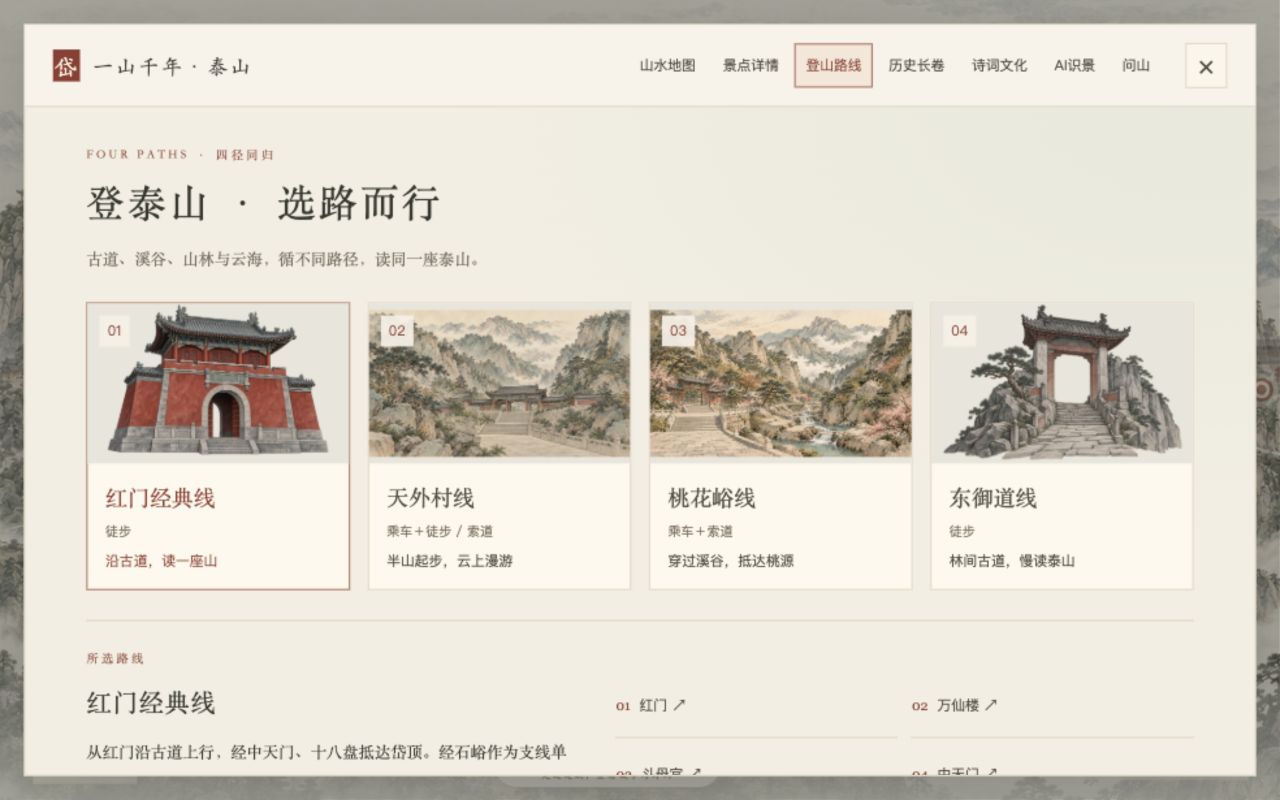 岱 一山千年·泰山
山水地图 景点详情 登山路线 历史长卷 诗词文化 AI识景 问山 ×
FOUR PATHS · 四径同归
登泰山 · 选路而行
古道、溪谷、山林与云海,循不同路径,读同一座泰山。
01
红门经典线
徒步
沿古道,读一座山
02
天外村线
乘车+徒步 / 索道
半山起步,云上漫游
03
桃花峪线
乘车+索道
穿过溪谷,抵达桃源
04
东御道线
徒步
林间古道,慢读泰山
所选路线
红门经典线
从红门沿古道上行,经中天门、十八盘抵达岱顶。经石峪作为支线单
01 红门 ↗
02 万仙楼 ↗
03 斗母宫 ↗
04 中天门 ↗